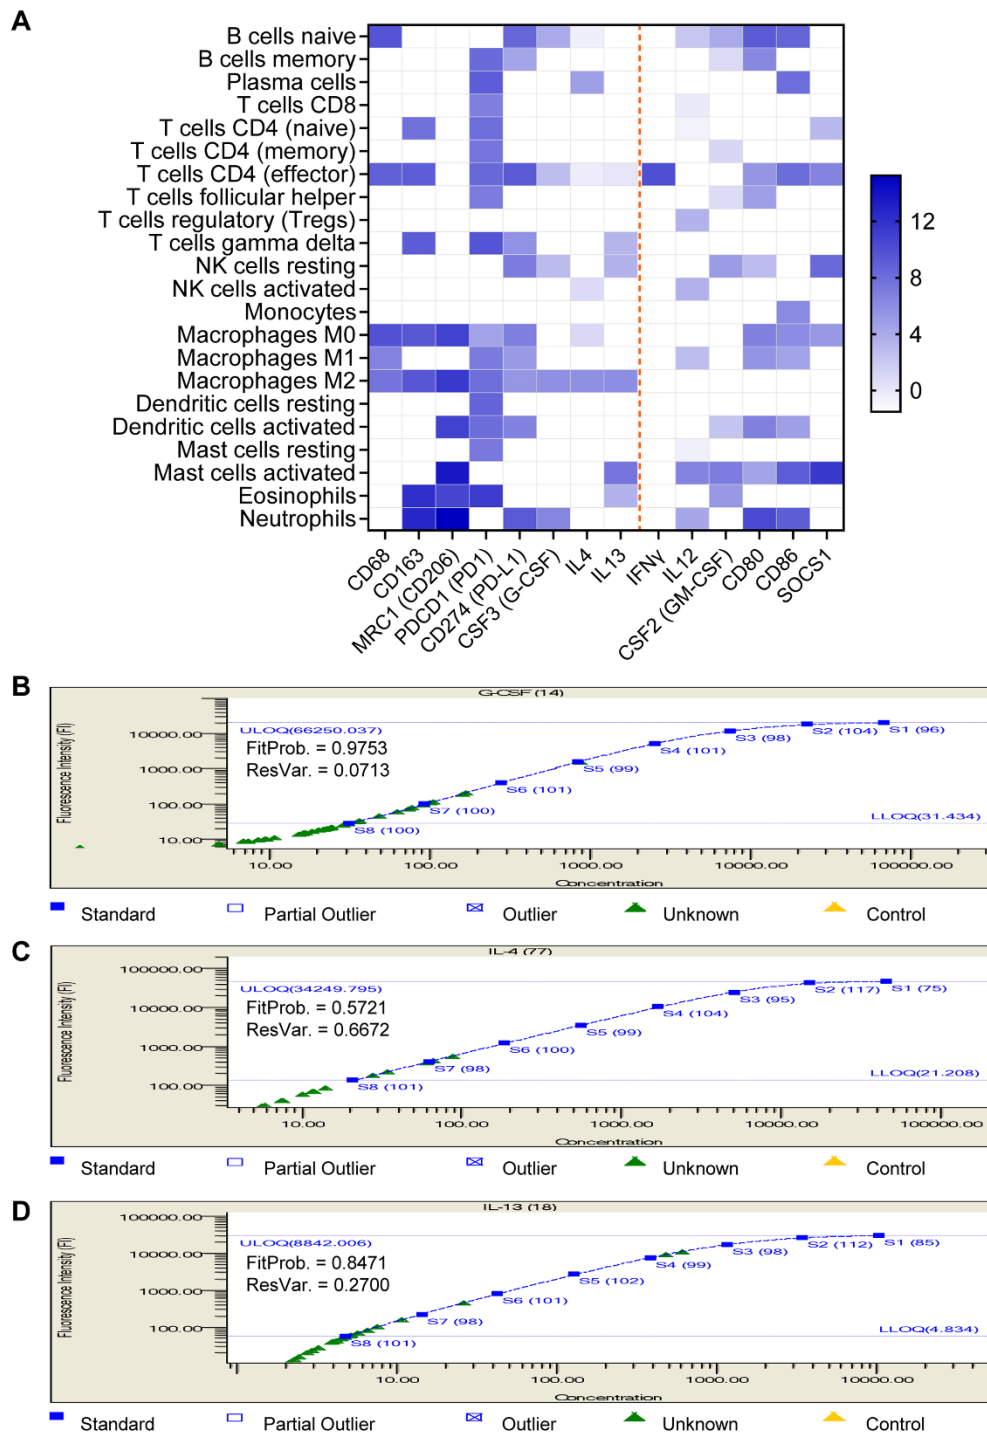 A
B cells naive
B cells memory
Plasma cells
T cells CD8
T cells CD4 (naive)
T cells CD4 (memory)
T cells CD4 (effector)
T cells follicular helper
T cells regulatory (Tregs)
T cells gamma delta
NK cells resting
NK cells activated
Monocytes
Macrophages M0
Macrophages M1
Macrophages M2
Dendritic cells resting
Dendritic cells activated
Mast cells resting
Mast cells activated
Eosinophils
Neutrophils
12
8
4
0
CD68
CD163
MRC1 (CD206)
PDCD1 (PD1)
CD274 (PD-L1)
CSF3 (G-CSF)
IL4
IL13
IFNγ
IL12
CSF2 (GM-CSF)
CD80
CD86
SOCS1
B
G-CSF (14)
Fluorescence Intensity (FI)
10000.00
1000.00
100.00
10.00
ULOQ(66250.037)
FitProb. = 0.9753
ResVar. = 0.0713
S8 (100)
S7 (100)
S6 (101)
S5 (99)
S4 (101)
S3 (98)
S2 (104)
S1 (96)
LLOQ(31.434)
10.00
100.00
1000.00
10000.00
100000.00
Concentration
Standard
Partial Outlier
Outlier
Unknown
Control
C
IL-4 (77)
Fluorescence Intensity (FI)
100000.00
10000.00
1000.00
100.00
ULOQ(34249.795)
FitProb. = 0.5721
ResVar. = 0.6672
S8 (101)
S7 (98)
S6 (100)
S5 (99)
S4 (104)
S3 (95)
S2 (117)
S1 (75)
LLOQ(21.208)
10.00
100.00
1000.00
10000.00
100000.00
Concentration
Standard
Partial Outlier
Outlier
Unknown
Control
D
IL-13 (18)
Fluorescence Intensity (FI)
100000.00
10000.00
1000.00
100.00
ULOQ(8842.006)
FitProb. = 0.8471
ResVar. = 0.2700
S8 (101)
S7 (98)
S6 (101)
S5 (102)
S4 (99)
S3 (98)
S2 (112)
S1 (85)
LLOQ(4.834)
10.00
100.00
1000.00
10000.00
Concentration
Standard
Partial Outlier
Outlier
Unknown
Control